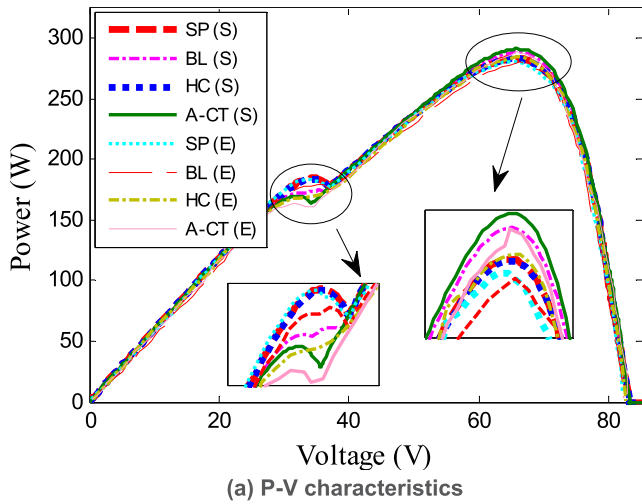 300
250
200
150
100
50
0
Power (W)
SP (S)
BL (S)
HC (S)
A-CT (S)
SP (E)
BL (E)
HC (E)
A-CT (E)
0 20 40 60 80
Voltage (V)
(a) P-V characteristics